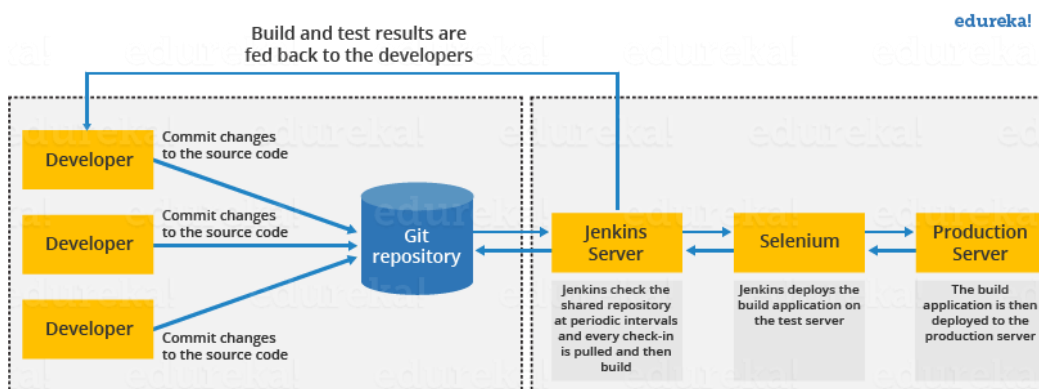 edureka!
Build and test results are
fed back to the developers
Developer
Commit changes
to the source code
Developer
Commit changes
to the source code
Developer
Commit changes
to the source code
Git
repository
Jenkins
Server
Jenkins check the
shared repository
at periodic intervals
and every check-in
is pulled and then
build
Selenium
Jenkins deploys the
build application on
the test server
Production
Server
The build
application is then
deployed to the
production server